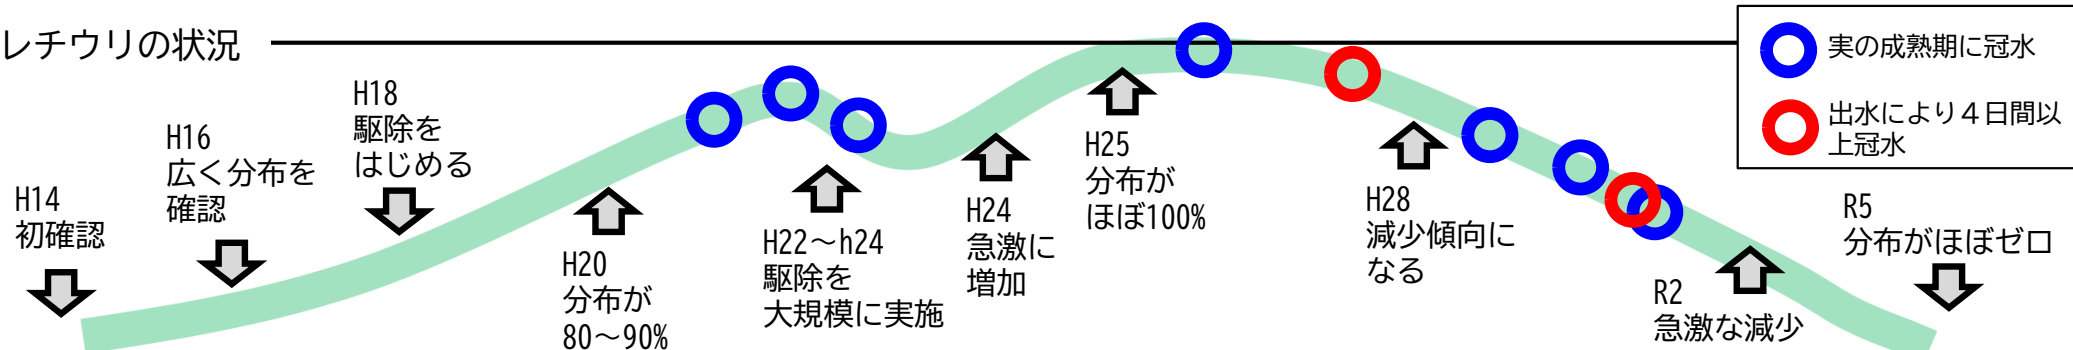 レチウリの状況
実の成熟期に冠水
出水により４日間以
上冠水
H14
初確認
H16
広く分布を
確認
H18
駆除を
はじめる
H20
分布が
80～90%
H22～h24
駆除を
大規模に実施
H24
急激に
増加
H25
分布が
ほぼ100%
H28
減少傾向に
なる
R2
急激な減少
R5
分布がほぼゼロ